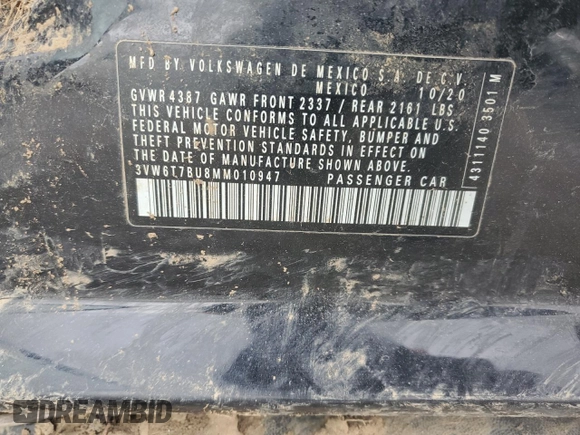 MFD BY VOLKSWAGEN DE MEXICO S.A. DE C.V.
MEXICO 10/20
GVWR 4387 GAWR FRONT 2337 / REAR 2161 LBS
THIS VEHICLE CONFORMS TO ALL APPLICABLE U.S.
FEDERAL MOTOR VEHICLE SAFETY, BUMPER AND
THEFT PREVENTION STANDARDS IN EFFECT ON
THE DATE OF MANUFACTURE SHOWN ABOVE.
3VW6T7BU8MM010947 PASSENGER CAR
4311140 3501 M
DREAMBID